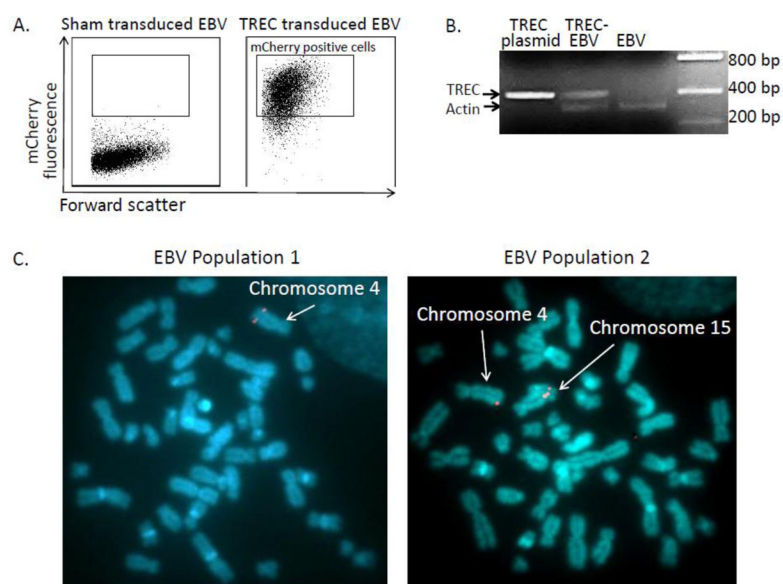 A.
Sham transduced EBV
TREC transduced EBV
mCherry positive cells
mCherry
fluorescence
Forward scatter
B.
TREC
plasmid
TREC-
EBV
EBV
800 bp
TREC
400 bp
Actin
200 bp
C.
EBV Population 1
EBV Population 2
Chromosome 4
Chromosome 4
Chromosome 15